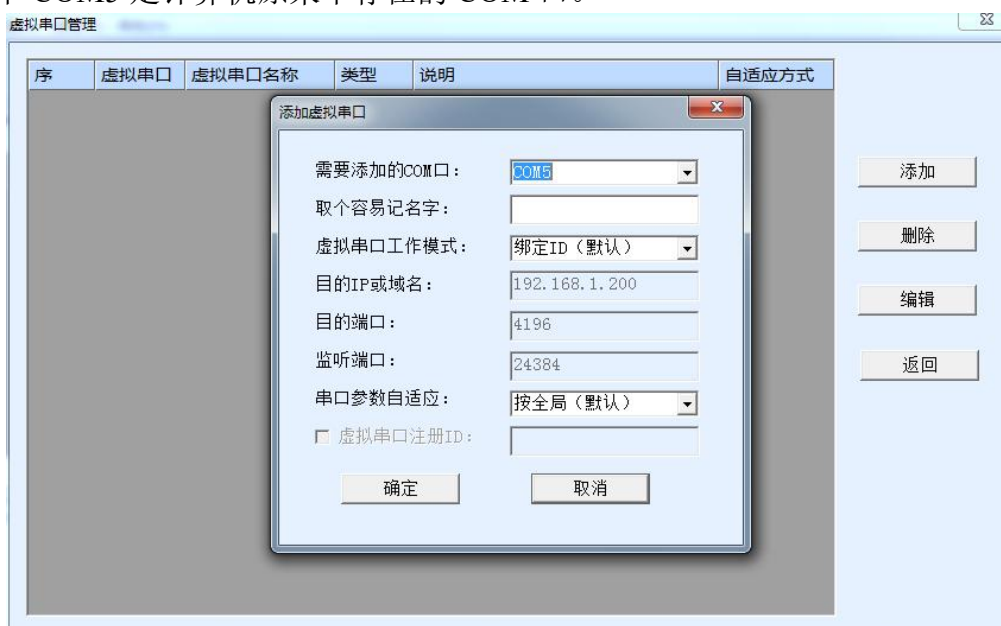 虚拟串口管理
序 虚拟串口 虚拟串口名称 类型 说明 自适应方式
添加虚拟串口
需要添加的COM口： COM5
取个容易记名字：
虚拟串口工作模式： 绑定ID（默认）
目的IP或域名： 192.168.1.200
目的端口： 4196
监听端口： 24384
串口参数自适应： 按全局（默认）
虚拟串口注册ID：
确定 取消
添加
删除
编辑
返回